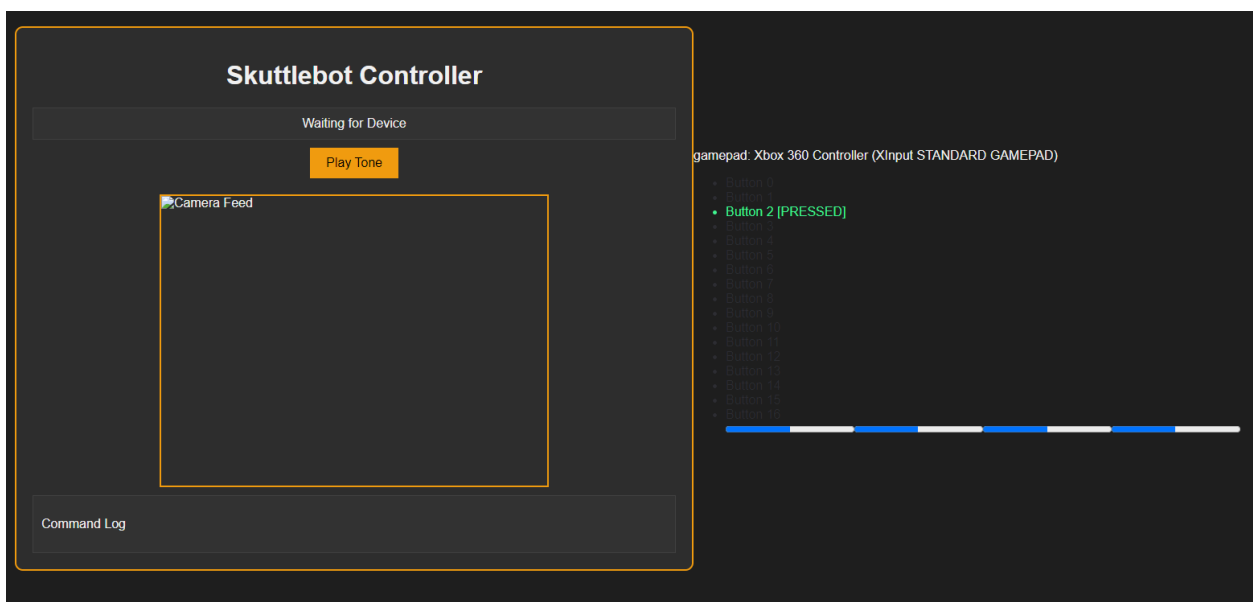 Skuttlebot Controller
Waiting for Device
Play Tone
Camera Feed
Command Log
gamepad: Xbox 360 Controller (XInput STANDARD GAMEPAD)
Button 0
Button 1
Button 2 [PRESSED]
Button 3
Button 4
Button 5
Button 6
Button 7
Button 8
Button 9
Button 10
Button 11
Button 12
Button 13
Button 14
Button 15
Button 16